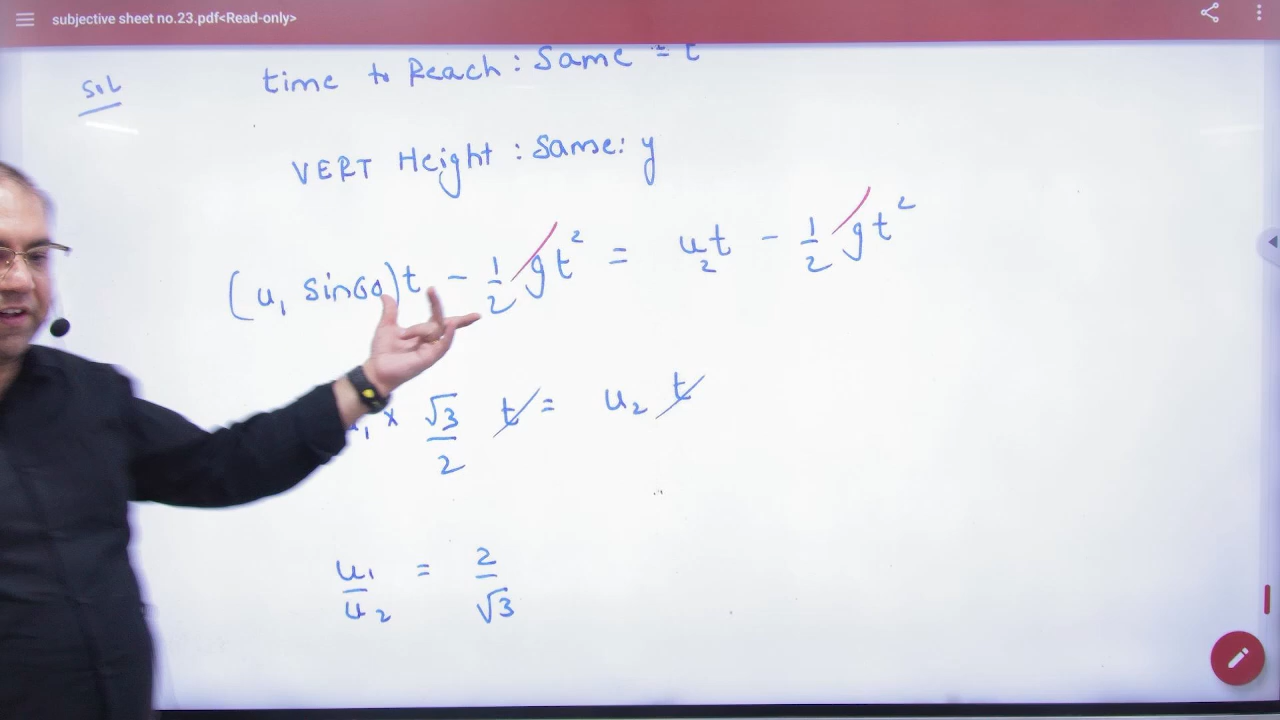 subjective sheet no.23.pdf<Read-only>
Sol
time to Reach : Same = t
VERT Height : Same : y
(u₁ sin60)t - 1/2 gt² = u₂t - 1/2 gt²
u₁ × √3/2 t = u₂ t
u₁/u₂ = 2/√3